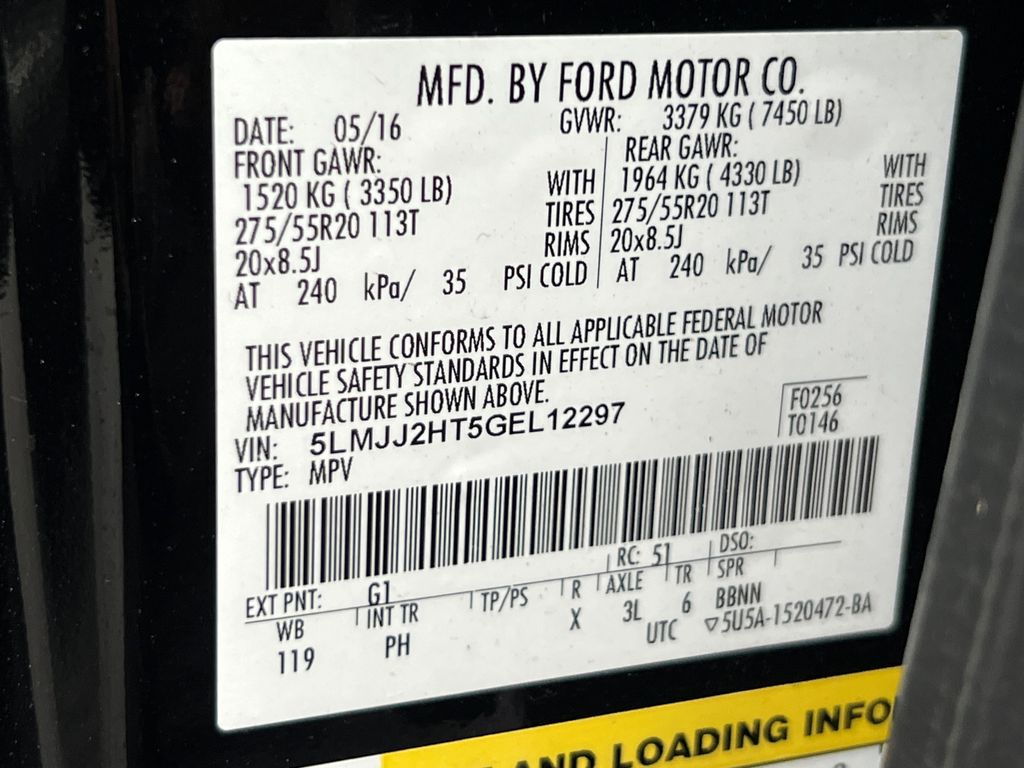 MFD. BY FORD MOTOR CO.
DATE: 05/16 GVWR: 3379 KG ( 7450 LB)
FRONT GAWR: REAR GAWR:
1520 KG ( 3350 LB) WITH 1964 KG ( 4330 LB) WITH
275/55R20 113T TIRES 275/55R20 113T TIRES
20x8.5J RIMS 20x8.5J RIMS
AT 240 kPa/ 35 PSI COLD AT 240 kPa/ 35 PSI COLD
THIS VEHICLE CONFORMS TO ALL APPLICABLE FEDERAL MOTOR
VEHICLE SAFETY STANDARDS IN EFFECT ON THE DATE OF
MANUFACTURE SHOWN ABOVE.
VIN: 5LMJJ2HT5GEL12297 F0256
TYPE: MPV T0146
EXT PNT: G1 RC: 51 DSO:
WB INT TR TP/PS R AXLE TR SPR
119 PH X 3L 6 BBNN
UTC ▽5U5A-1520472-BA
AND LOADING INFO